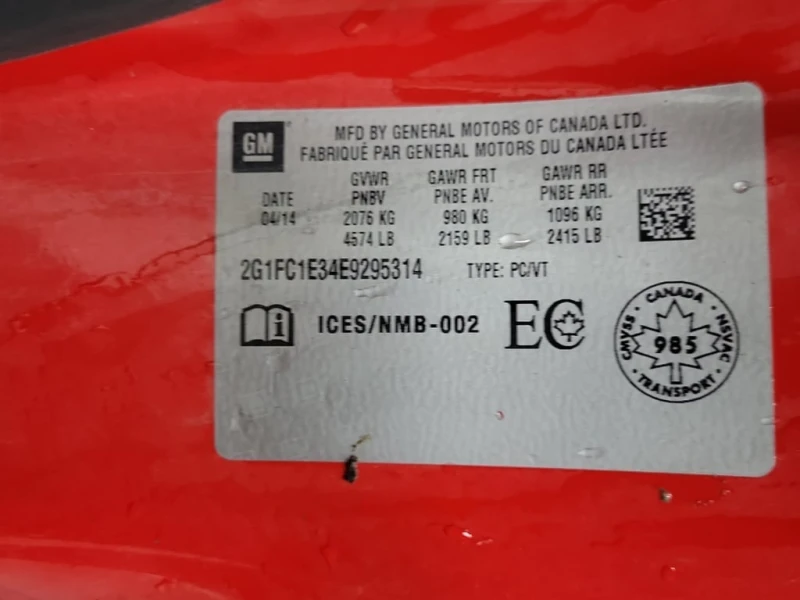 GM
MFD BY GENERAL MOTORS OF CANADA LTD.
FABRIQUÉ PAR GENERAL MOTORS DU CANADA LTÉE
GVWR GAWR FRT GAWR RR
DATE PNBV PNBE AV. PNBE ARR.
04/14 2076 KG 980 KG 1096 KG
4574 LB 2159 LB 2415 LB
2G1FC1E34E9295314 TYPE: PC/VT
i ICES/NMB-002 EC
CANADA
CMVSS · NSVAC
985
TRANSPORT